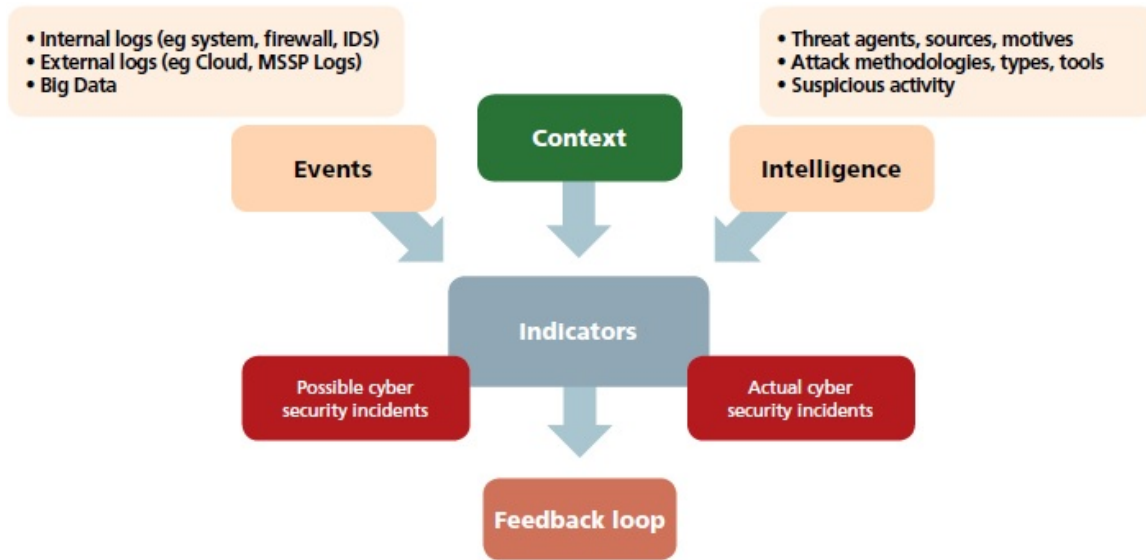 • Internal logs (eg system, firewall, IDS)
• External logs (eg Cloud, MSSP Logs)
• Big Data
• Threat agents, sources, motives
• Attack methodologies, types, tools
• Suspicious activity
Events
Context
Intelligence
Indicators
Possible cyber
security incidents
Actual cyber
security incidents
Feedback loop